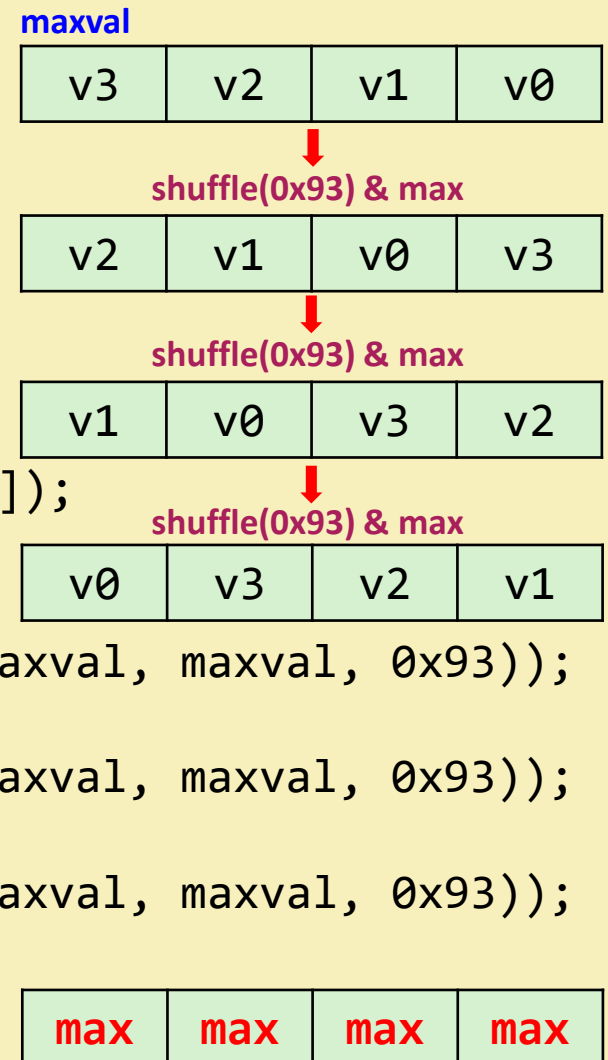 maxval
v3 v2 v1 v0
shuffle(0x93) & max
v2 v1 v0 v3
shuffle(0x93) & max
v1 v0 v3 v2
]);
shuffle(0x93) & max
v0 v3 v2 v1
axval, maxval, 0x93));
axval, maxval, 0x93));
axval, maxval, 0x93));
max max max max